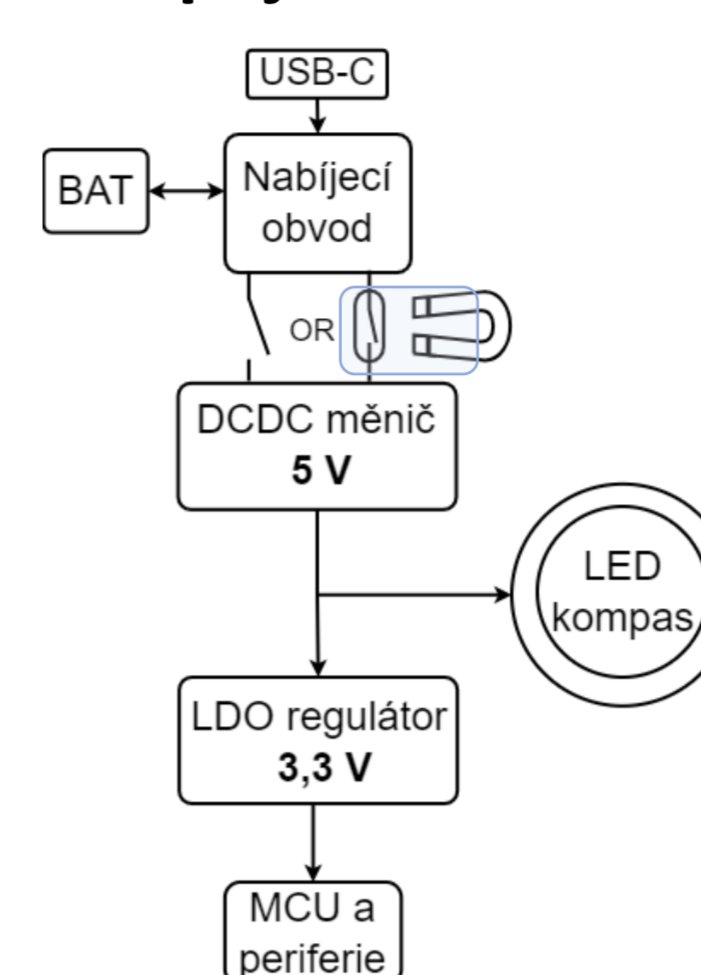 USB-C
BAT
Nabíjecí
obvod
OR
DCDC měnič
5 V
LED
kompas
LDO regulátor
3,3 V
MCU a
periferie